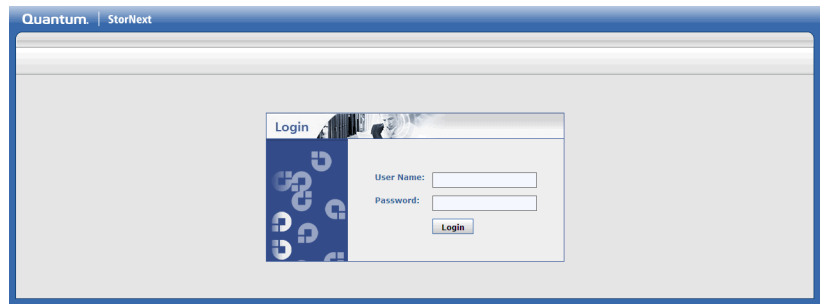 Quantum. | StorNext
Login
User Name:
Password:
Login